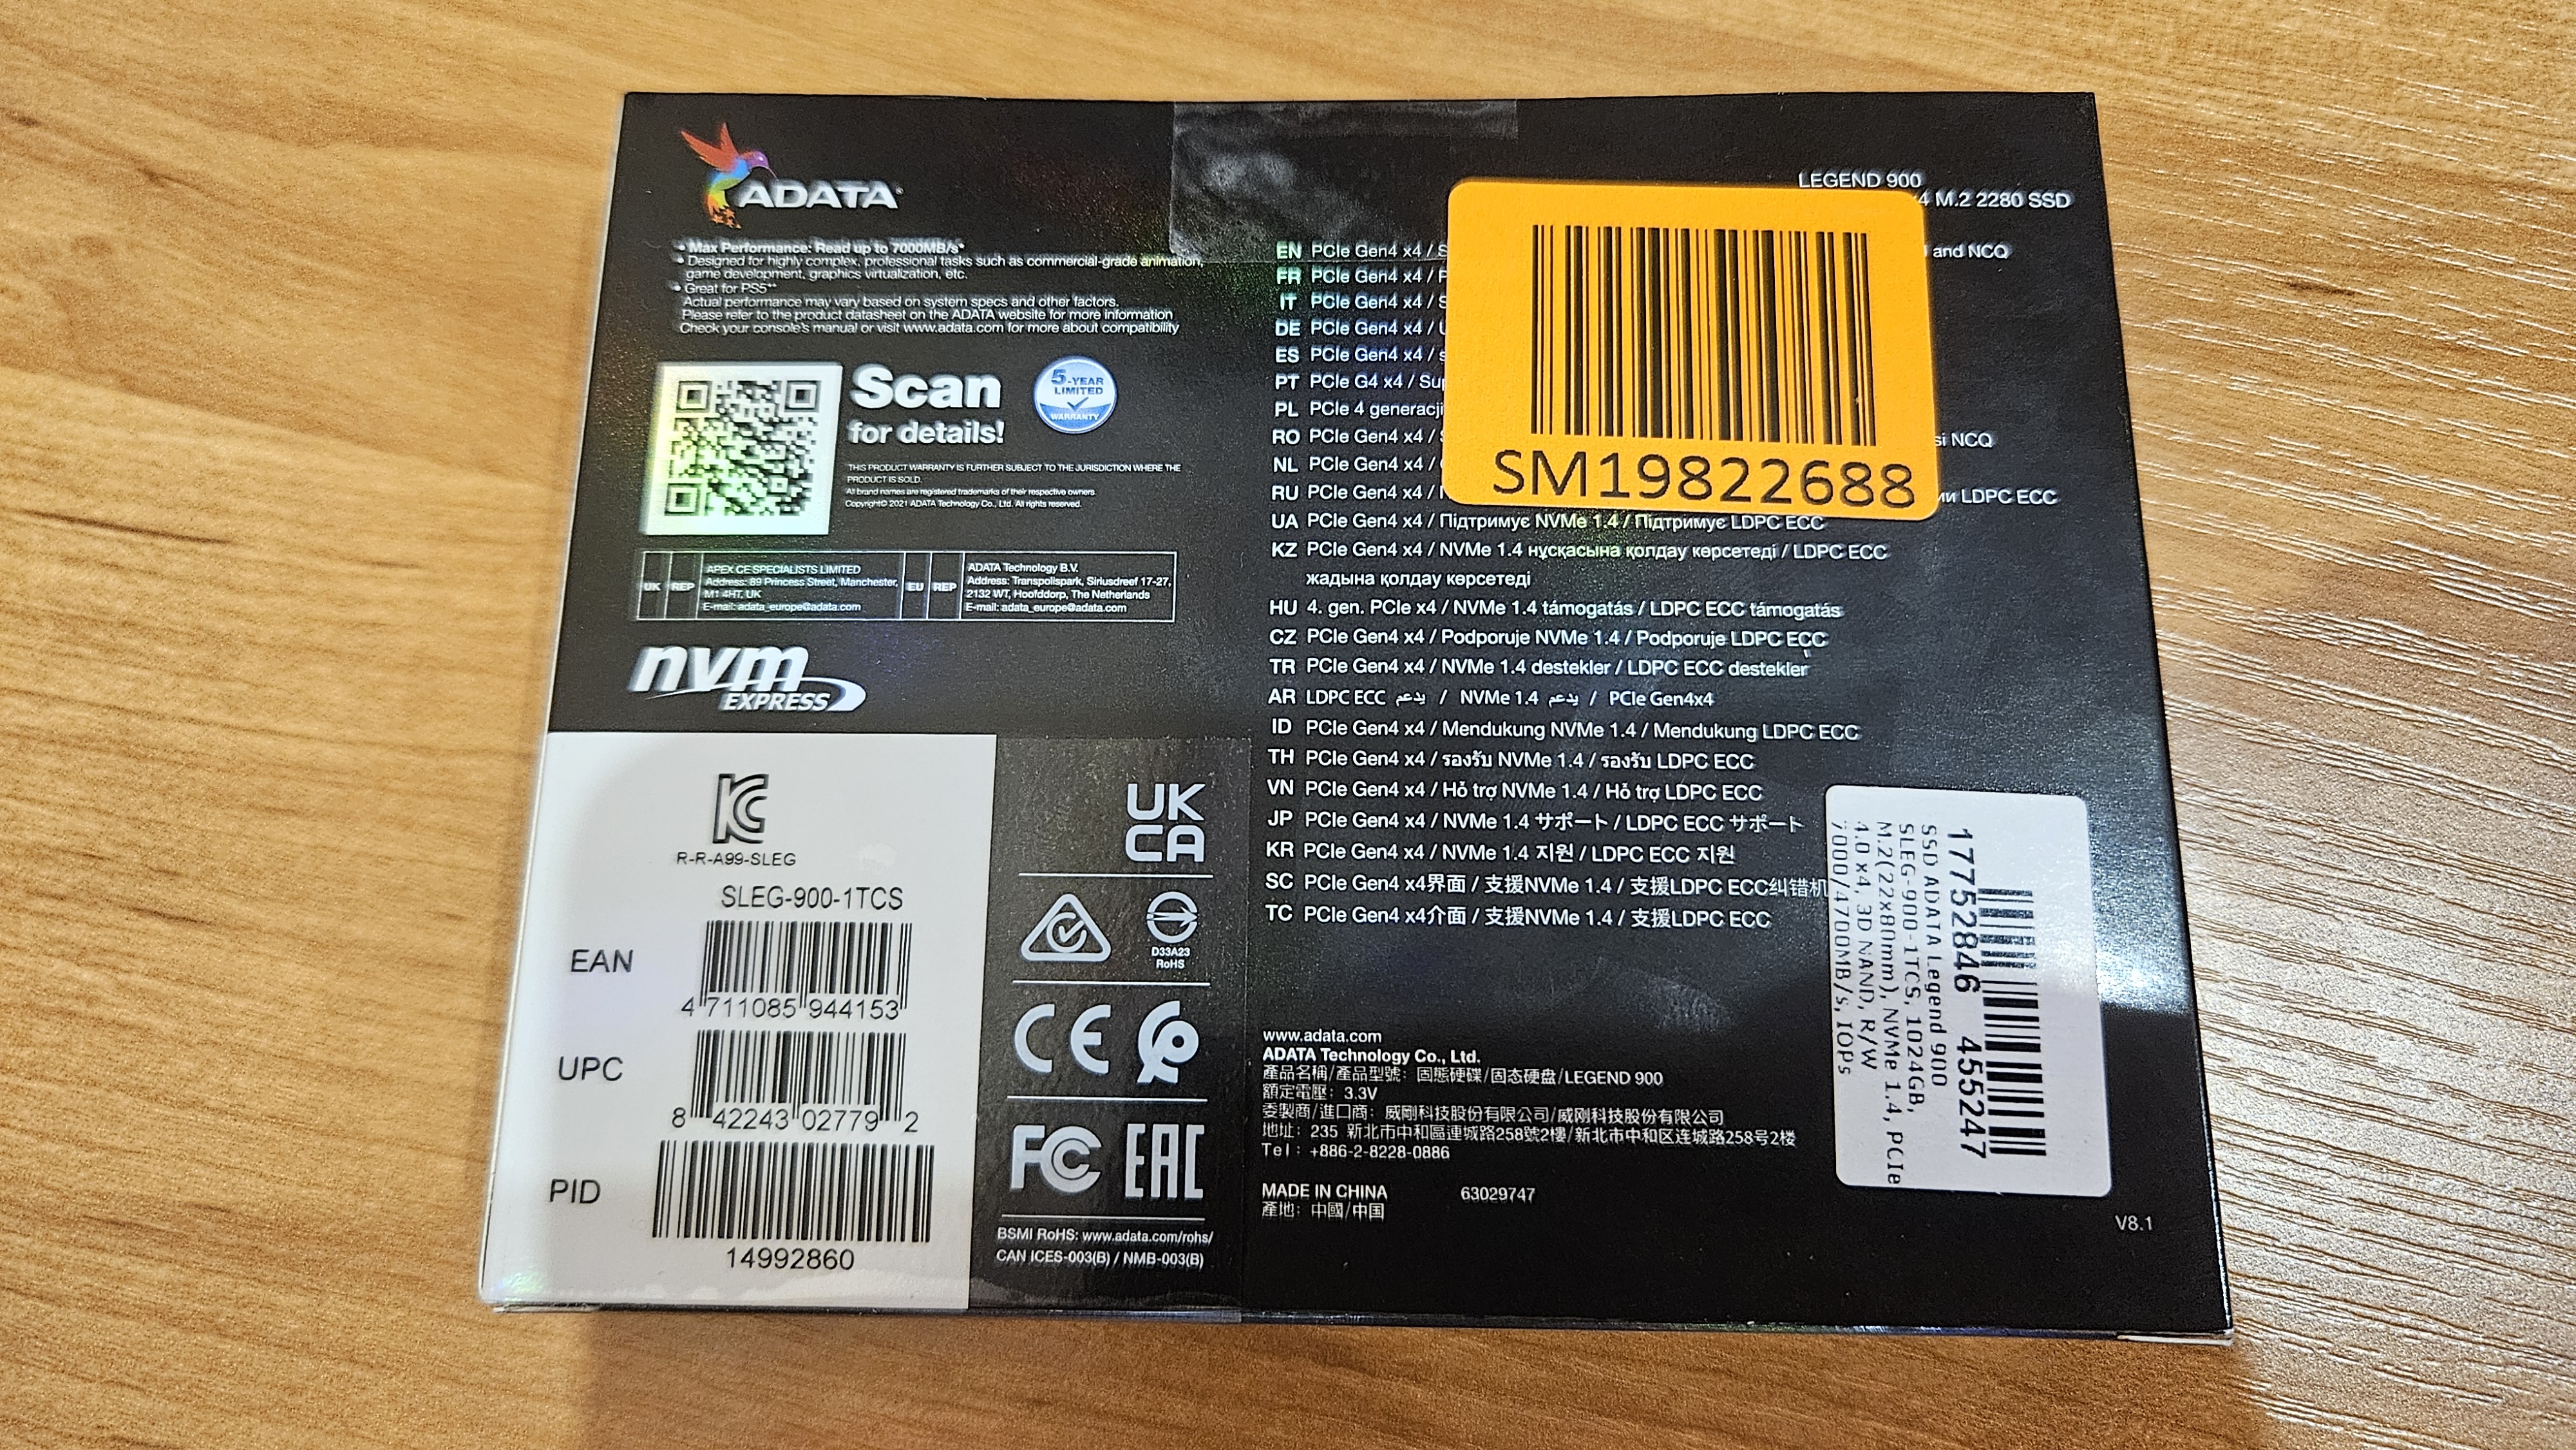 ADATA
• Max Performance: Read up to 7000MB/s*
• Designed for highly complex, professional tasks such as commercial-grade animation,
game development, graphics virtualization, etc.
• Great for PS5**
Actual performance may vary based on system specs and other factors.
Please refer to the product datasheet on the ADATA website for more information
Check your console's manual or visit www.adata.com for more about compatibility
Scan
for details!
5-YEAR
LIMITED
WARRANTY
THIS PRODUCT WARRANTY IS FURTHER SUBJECT TO THE JURISDICTION WHERE THE
PRODUCT IS SOLD.
All brand names are registered trademarks of their respective owners.
Copyright© 2021 ADATA Technology Co., Ltd. All rights reserved.
UK REP
APEX CE SPECIALISTS LIMITED
Address: 89 Princess Street, Manchester,
M1 4HT, UK
E-mail: adata_europe@adata.com
EU REP
ADATA Technology B.V.
Address: Transpolispark, Siriusdreef 17-27,
2132 WT, Hoofddorp, The Netherlands
E-mail: adata_europe@adata.com
nvm
EXPRESS
R-R-A99-SLEG
SLEG-900-1TCS
EAN
4 711085 944153
UPC
8 42243 02779 2
PID
14992860
UK
CA
D33A23
RoHS
CE
FC EAC
BSMI RoHS: www.adata.com/rohs/
CAN ICES-003(B) / NMB-003(B)
LEGEND 900
x4 M.2 2280 SSD
EN PCIe Gen4 x4 / and NCQ
FR PCIe Gen4 x4 /
IT PCIe Gen4 x4 /
DE PCIe Gen4 x4 /
ES PCIe Gen4 x4 /
PT PCIe G4 x4 /
PL PCIe 4 generacji
RO PCIe Gen4 x4 / si NCQ
NL PCIe Gen4 x4 /
RU PCIe Gen4 x4 / LDPC ECC
UA PCIe Gen4 x4 / Підтримує NVMe 1.4 / Підтримує LDPC ECC
KZ PCIe Gen4 x4 / NVMe 1.4 нұсқасына қолдау көрсетеді / LDPC ECC
жадына қолдау көрсетеді
HU 4. gen. PCIe x4 / NVMe 1.4 támogatás / LDPC ECC támogatás
CZ PCIe Gen4 x4 / Podporuje NVMe 1.4 / Podporuje LDPC ECC
TR PCIe Gen4 x4 / NVMe 1.4 destekler / LDPC ECC destekler
AR LDPC ECC يدعم / NVMe 1.4 يدعم / PCIe Gen4x4
ID PCIe Gen4 x4 / Mendukung NVMe 1.4 / Mendukung LDPC ECC
TH PCIe Gen4 x4 / รองรับ NVMe 1.4 / รองรับ LDPC ECC
VN PCIe Gen4 x4 / Hỗ trợ NVMe 1.4 / Hỗ trợ LDPC ECC
JP PCIe Gen4 x4 / NVMe 1.4 サポート / LDPC ECC サポート
KR PCIe Gen4 x4 / NVMe 1.4 지원 / LDPC ECC 지원
SC PCIe Gen4 x4界面 / 支援NVMe 1.4 / 支援LDPC ECC纠错机
TC PCIe Gen4 x4介面 / 支援NVMe 1.4 / 支援LDPC ECC
SM19822688
www.adata.com
ADATA Technology Co., Ltd.
產品名稱/產品型號: 固態硬碟/固态硬盘/LEGEND 900
額定電壓: 3.3V
委製商/進口商: 威剛科技股份有限公司/威刚科技股份有限公司
地址: 235 新北市中和區連城路258號2樓/新北市中和区连城路258号2楼
Tel: +886-2-8228-0886
MADE IN CHINA 63029747
產地: 中國/中国
V8.1
17752846 455247
SSD ADATA Legend 900
SLEG-900-1TCS, 1024GB,
M.2(22x80mm), NVMe 1.4, PCIe
4.0 x4, 3D NAND, R/W
7000/4700MB/s, IOPs